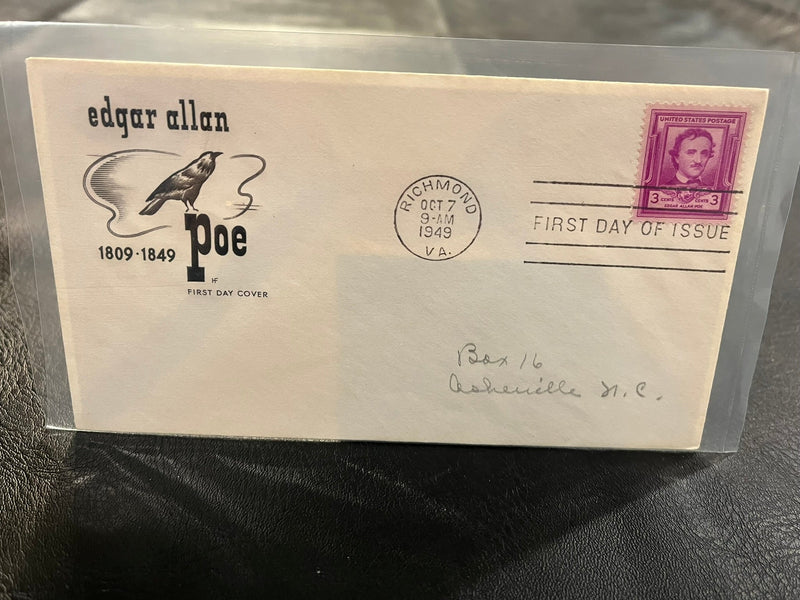 edgar allan
poe
1809·1849
HF
FIRST DAY COVER
RICHMOND
OCT 7
9-AM
1949
VA.
UNITED STATES POSTAGE
3 CENTS CENTS 3
EDGAR ALLAN POE
FIRST DAY OF ISSUE
Box 16
Asheville N.C.